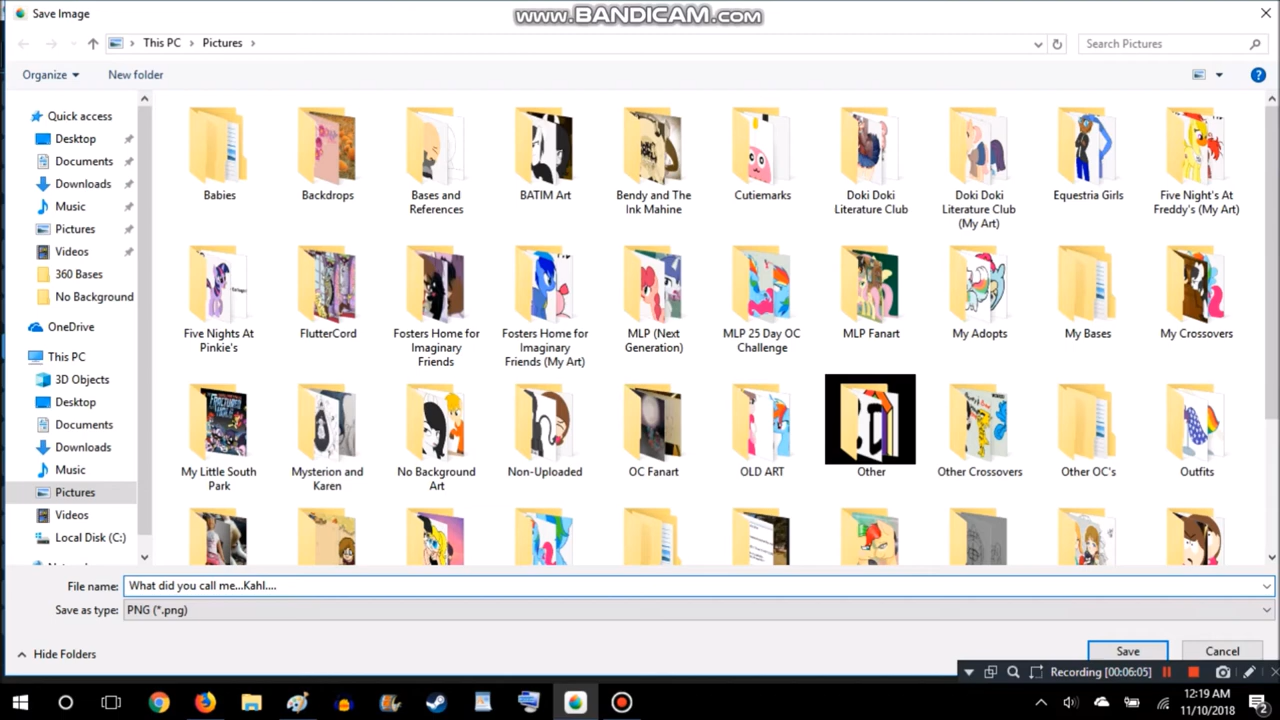 Save Image
www.BANDICAM.com
This PC
Pictures
Search Pictures
Organize
New folder
Quick access
Desktop
Documents
Downloads
Music
Pictures
Videos
360 Bases
No Background
OneDrive
This PC
3D Objects
Desktop
Documents
Downloads
Music
Pictures
Videos
Local Disk (C:)
Babies
Backdrops
Bases and
References
BATIM Art
Bendy and The
Ink Mahine
Cutiemarks
Doki Doki
Literature Club
Doki Doki
Literature Club
(My Art)
Equestria Girls
Five Night's At
Freddy's (My Art)
Five Nights At
Pinkie's
FlutterCord
Fosters Home for
Imaginary
Friends
Fosters Home for
Imaginary
Friends (My Art)
MLP (Next
Generation)
MLP 25 Day OC
Challenge
MLP Fanart
My Adopts
My Bases
My Crossovers
My Little South
Park
Mysterion and
Karen
No Background
Art
Non-Uploaded
OC Fanart
OLD ART
Other
Other Crossovers
Other OC's
Outfits
File name: What did you call me...Kahl....
Save as type: PNG (*.png)
Hide Folders
Save
Cancel
Recording [00:06:05]
12:19 AM
11/10/2018
2